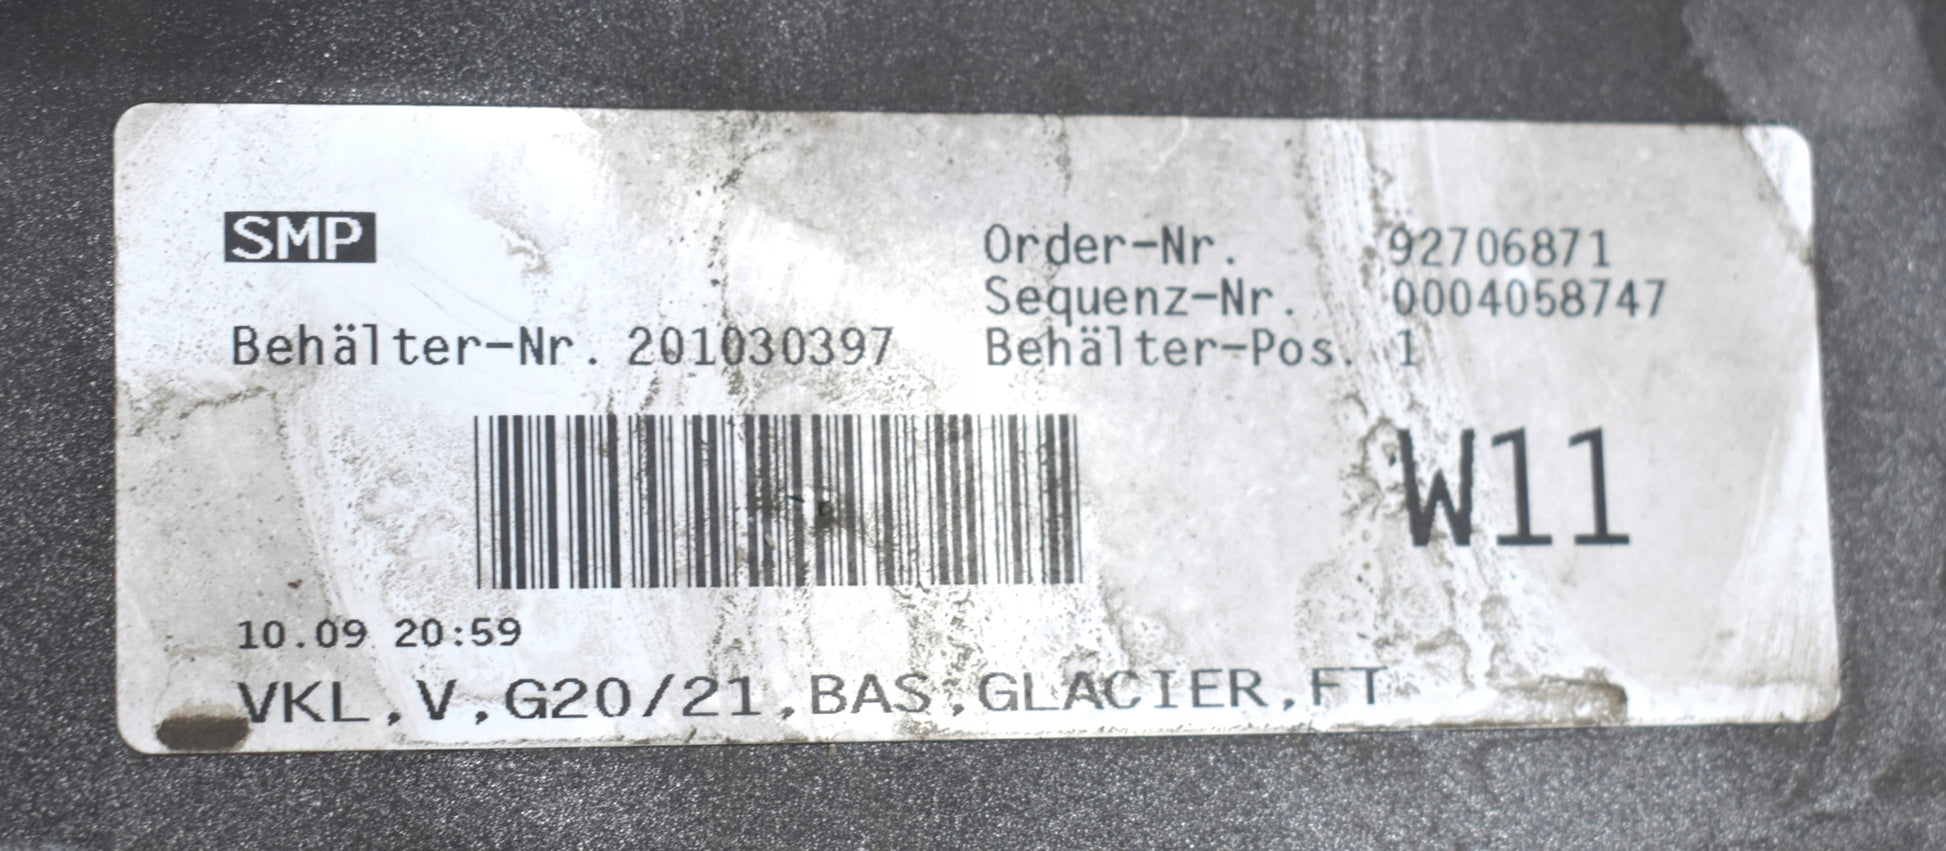 SMP
Order-Nr. 92706871
Sequenz-Nr. 0004058747
Behälter-Nr. 201030397 Behälter-Pos. 1
W11
10.09 20:59
VKL,V,G20/21,BAS,GLACIER,FT